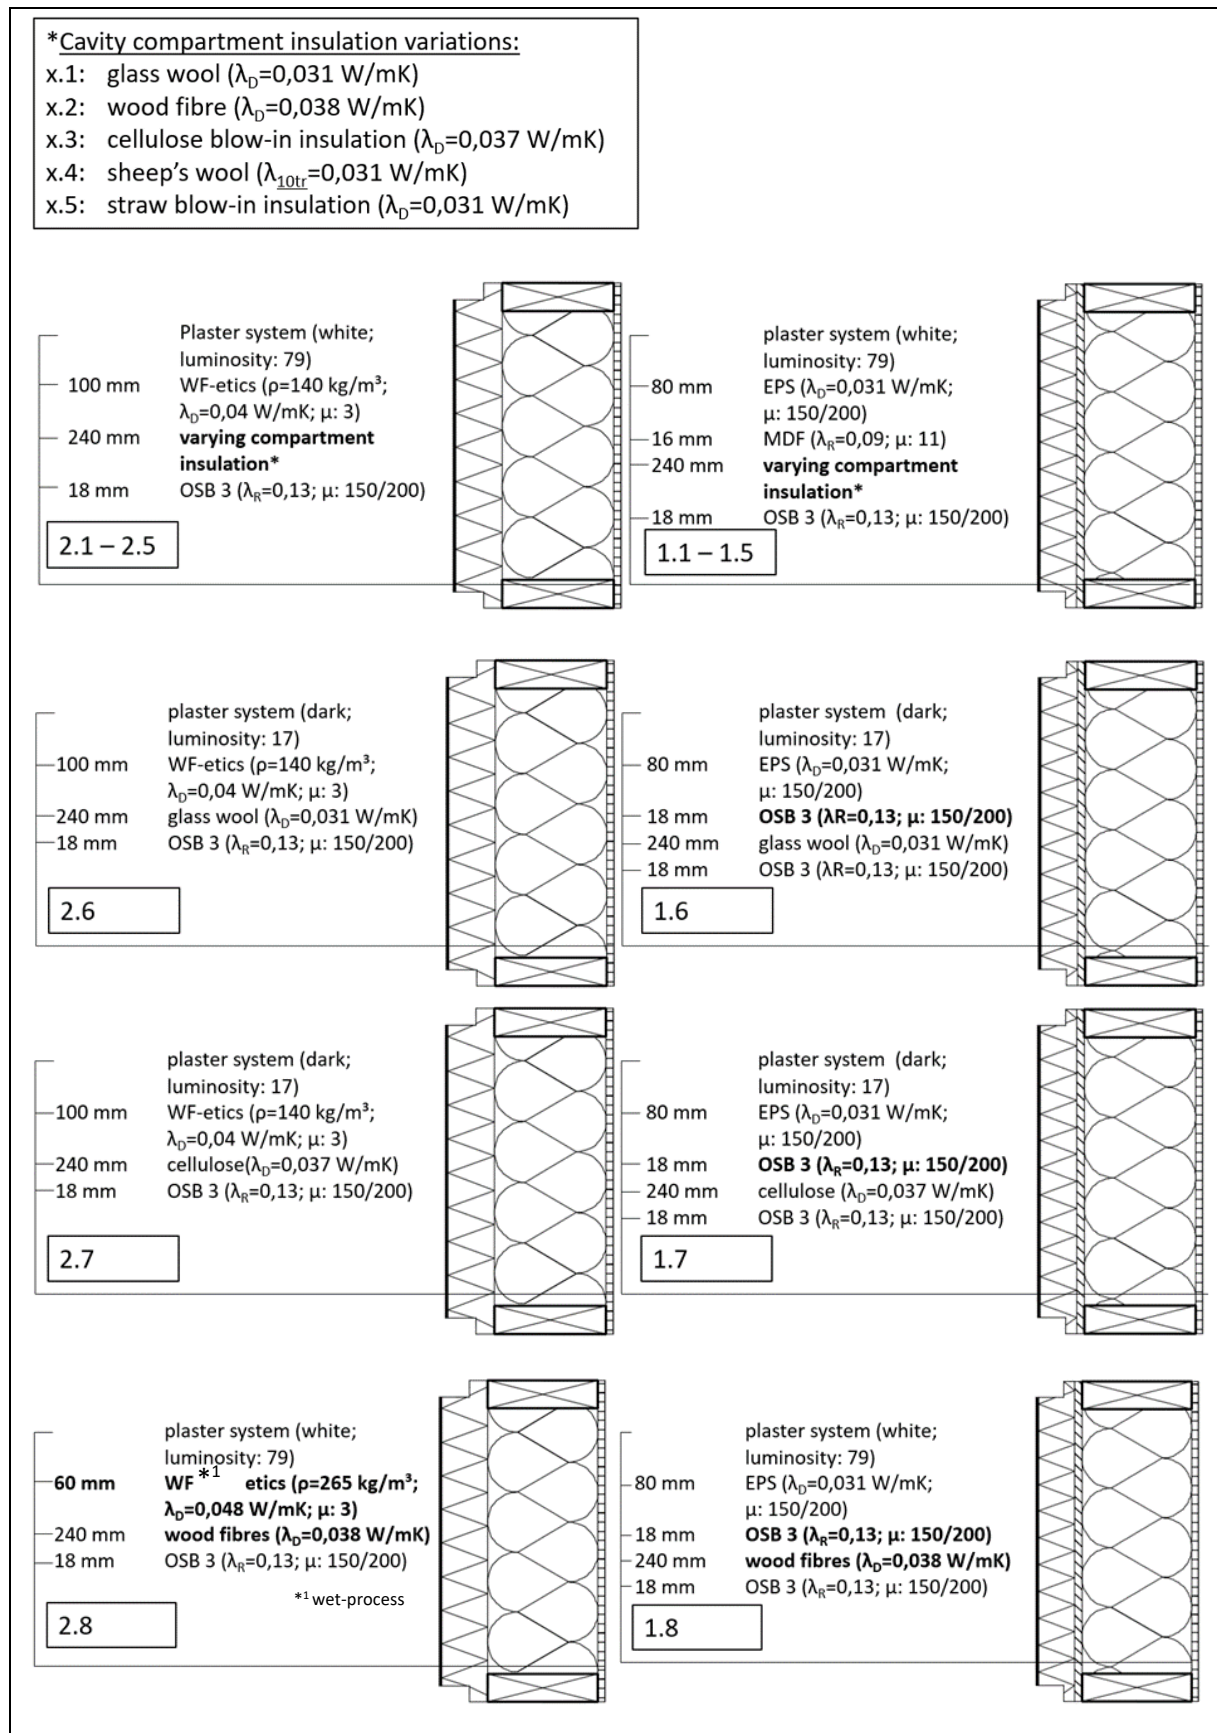 *Cavity compartment insulation variations:
x.1: glass wool (λD=0,031 W/mK)
x.2: wood fibre (λD=0,038 W/mK)
x.3: cellulose blow-in insulation (λD=0,037 W/mK)
x.4: sheep's wool (λ10tr=0,031 W/mK)
x.5: straw blow-in insulation (λD=0,031 W/mK)
Plaster system (white;
luminosity: 79)
100 mm WF-etics (ρ=140 kg/m³;
λD=0,04 W/mK; μ: 3)
240 mm varying compartment
insulation*
18 mm OSB 3 (λR=0,13; μ: 150/200)
2.1 – 2.5
plaster system (white;
luminosity: 79)
80 mm EPS (λD=0,031 W/mK;
μ: 150/200)
16 mm MDF (λR=0,09; μ: 11)
240 mm varying compartment
insulation*
18 mm OSB 3 (λR=0,13; μ: 150/200)
1.1 – 1.5
plaster system (dark;
luminosity: 17)
100 mm WF-etics (ρ=140 kg/m³;
λD=0,04 W/mK; μ: 3)
240 mm glass wool (λD=0,031 W/mK)
18 mm OSB 3 (λR=0,13; μ: 150/200)
2.6
plaster system (dark;
luminosity: 17)
80 mm EPS (λD=0,031 W/mK;
μ: 150/200)
18 mm OSB 3 (λR=0,13; μ: 150/200)
240 mm glass wool (λD=0,031 W/mK)
18 mm OSB 3 (λR=0,13; μ: 150/200)
1.6
plaster system (dark;
luminosity: 17)
100 mm WF-etics (ρ=140 kg/m³;
λD=0,04 W/mK; μ: 3)
240 mm cellulose(λD=0,037 W/mK)
18 mm OSB 3 (λR=0,13; μ: 150/200)
2.7
plaster system (dark;
luminosity: 17)
80 mm EPS (λD=0,031 W/mK;
μ: 150/200)
18 mm OSB 3 (λR=0,13; μ: 150/200)
240 mm cellulose (λD=0,037 W/mK)
18 mm OSB 3 (λR=0,13; μ: 150/200)
1.7
plaster system (white;
luminosity: 79)
60 mm WF *1 etics (ρ=265 kg/m³;
λD=0,048 W/mK; μ: 3)
240 mm wood fibres (λD=0,038 W/mK)
18 mm OSB 3 (λR=0,13; μ: 150/200)
*1 wet-process
2.8
plaster system (white;
luminosity: 79)
80 mm EPS (λD=0,031 W/mK;
μ: 150/200)
18 mm OSB 3 (λR=0,13; μ: 150/200)
240 mm wood fibres (λD=0,038 W/mK)
18 mm OSB 3 (λR=0,13; μ: 150/200)
1.8